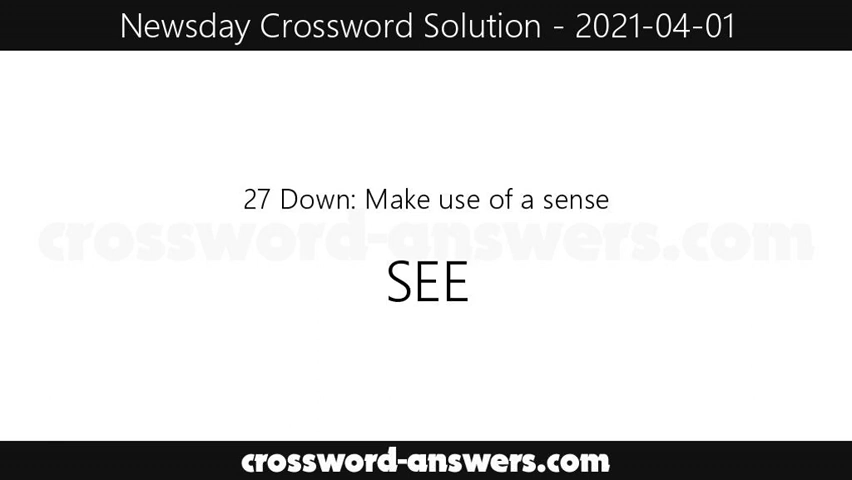 Newsday Crossword Solution - 2021-04-01
27 Down: Make use of a sense
crossword-answers.com
SEE
crossword-answers.com